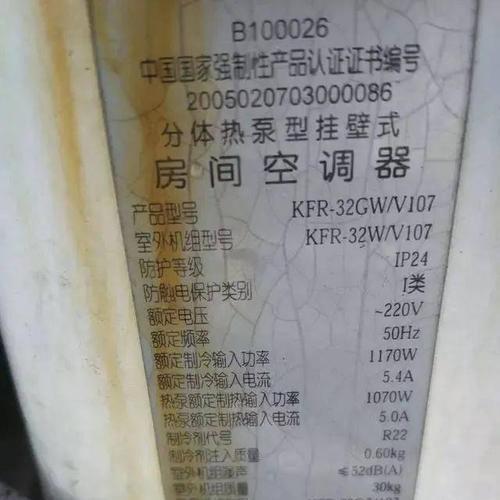 B100026
中国国家强制性产品认证证书编号
2005020703000086
分体热泵型挂壁式
房间空调器
产品型号 KFR-32GW/V107
室外机组型号 KFR-32W/V107
防护等级 IP24
防触电保护类别 I类
额定电压 ~220V
额定频率 50Hz
额定制冷输入功率 1170W
额定制冷输入电流 5.4A
热泵额定制热输入功率 1070W
热泵额定制热输入电流 5.0A
制冷剂代号 R22
制冷剂注入质量 0.60kg
室外机组噪声 ≤52dB(A)
室外机组质量 30kg